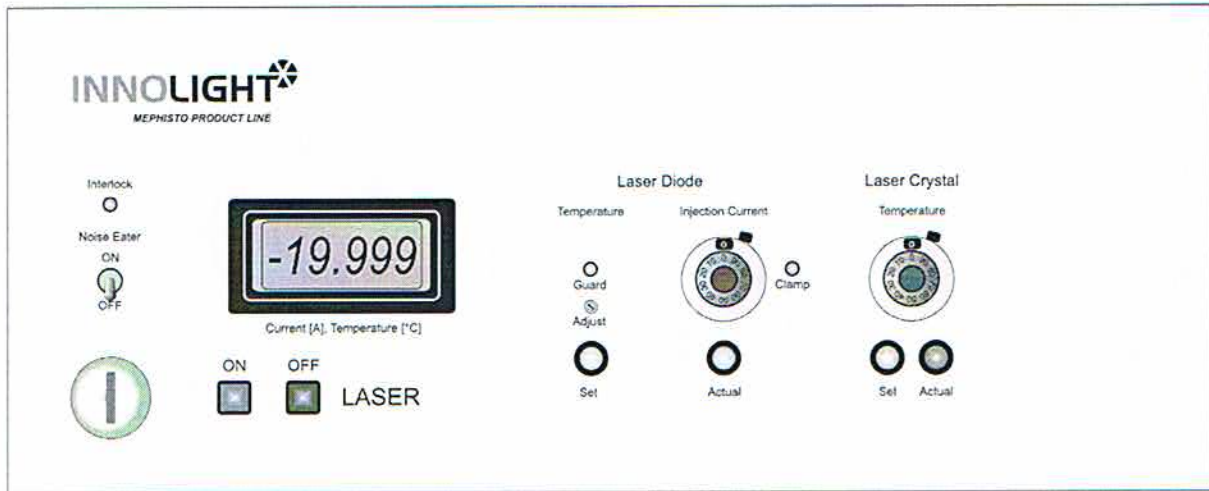 INNOLIGHT
MEPHISTO PRODUCT LINE
Interlock
Noise Eater
ON
OFF
-19.999
Current [A], Temperature [°C]
ON OFF
LASER
Laser Diode
Temperature Injection Current
Guard
Clamp
Adjust
Set
Actual
Laser Crystal
Temperature
Set Actual